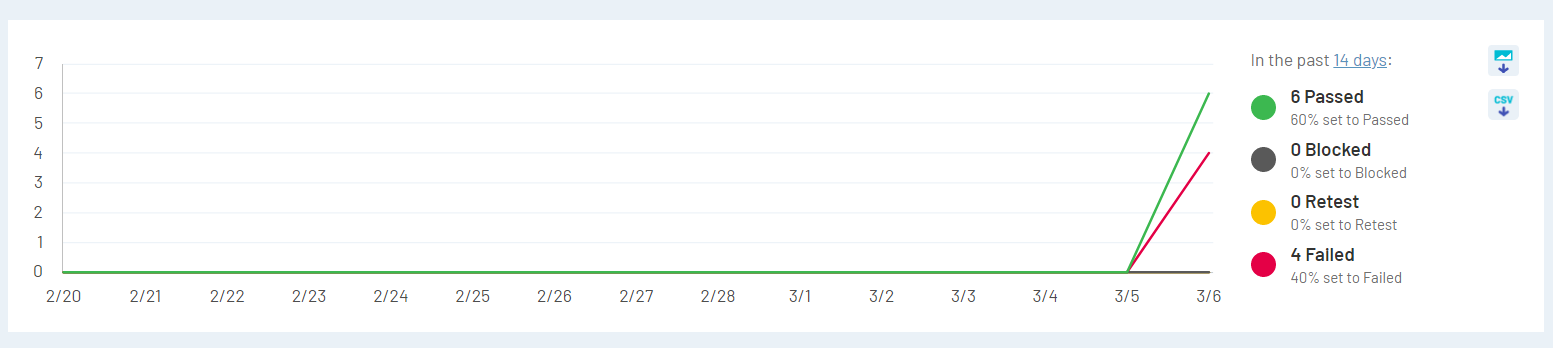 7
6
5
4
3
2
1
0
2/20 2/21 2/22 2/23 2/24 2/25 2/26 2/27 2/28 3/1 3/2 3/3 3/4 3/5 3/6
In the past 14 days:
6 Passed
60% set to Passed
0 Blocked
0% set to Blocked
0 Retest
0% set to Retest
4 Failed
40% set to Failed
CSV